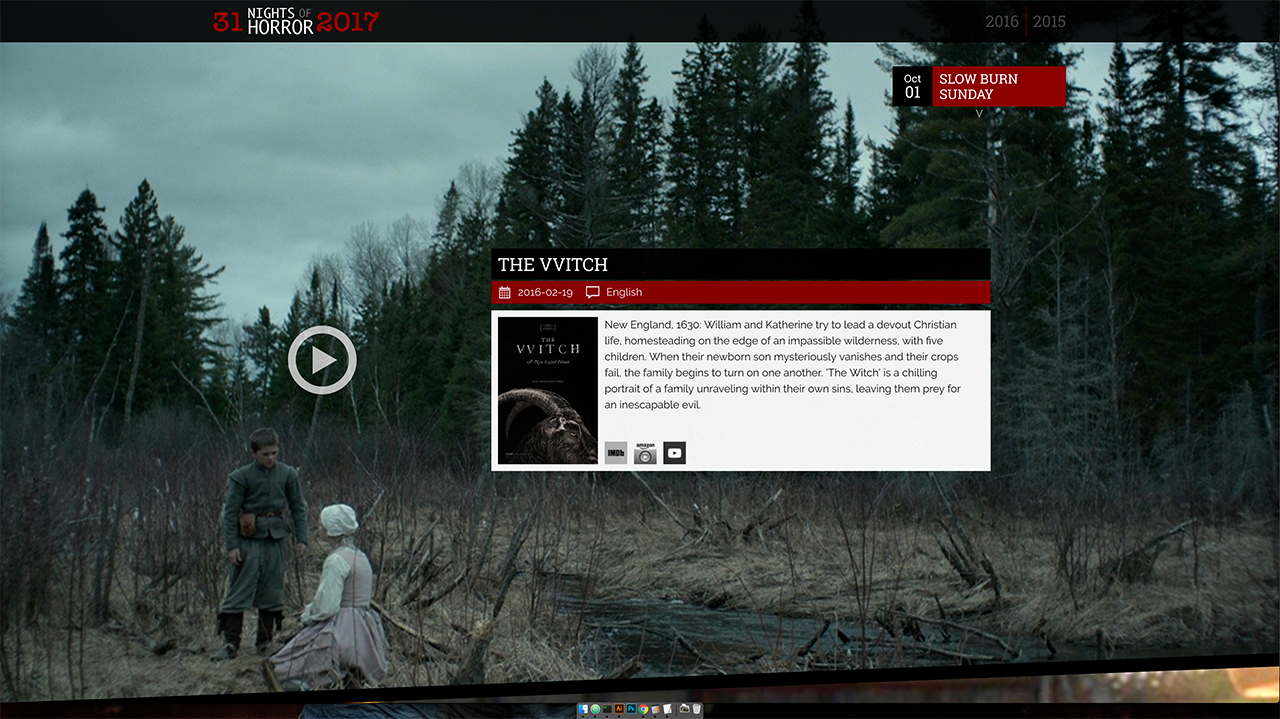 31 NIGHTS OF HORROR 2017
2016 | 2015
Oct 01
SLOW BURN
SUNDAY
V
THE VVITCH
2016-02-19 English
THE
VVITCH
New England, 1630: William and Katherine try to lead a devout Christian
life, homesteading on the edge of an impassible wilderness, with five
children. When their newborn son mysteriously vanishes and their crops
fail, the family begins to turn on one another. 'The Witch' is a chilling
portrait of a family unraveling within their own sins, leaving them prey for
an inescapable evil.
IMDb amazon
Ai Ps